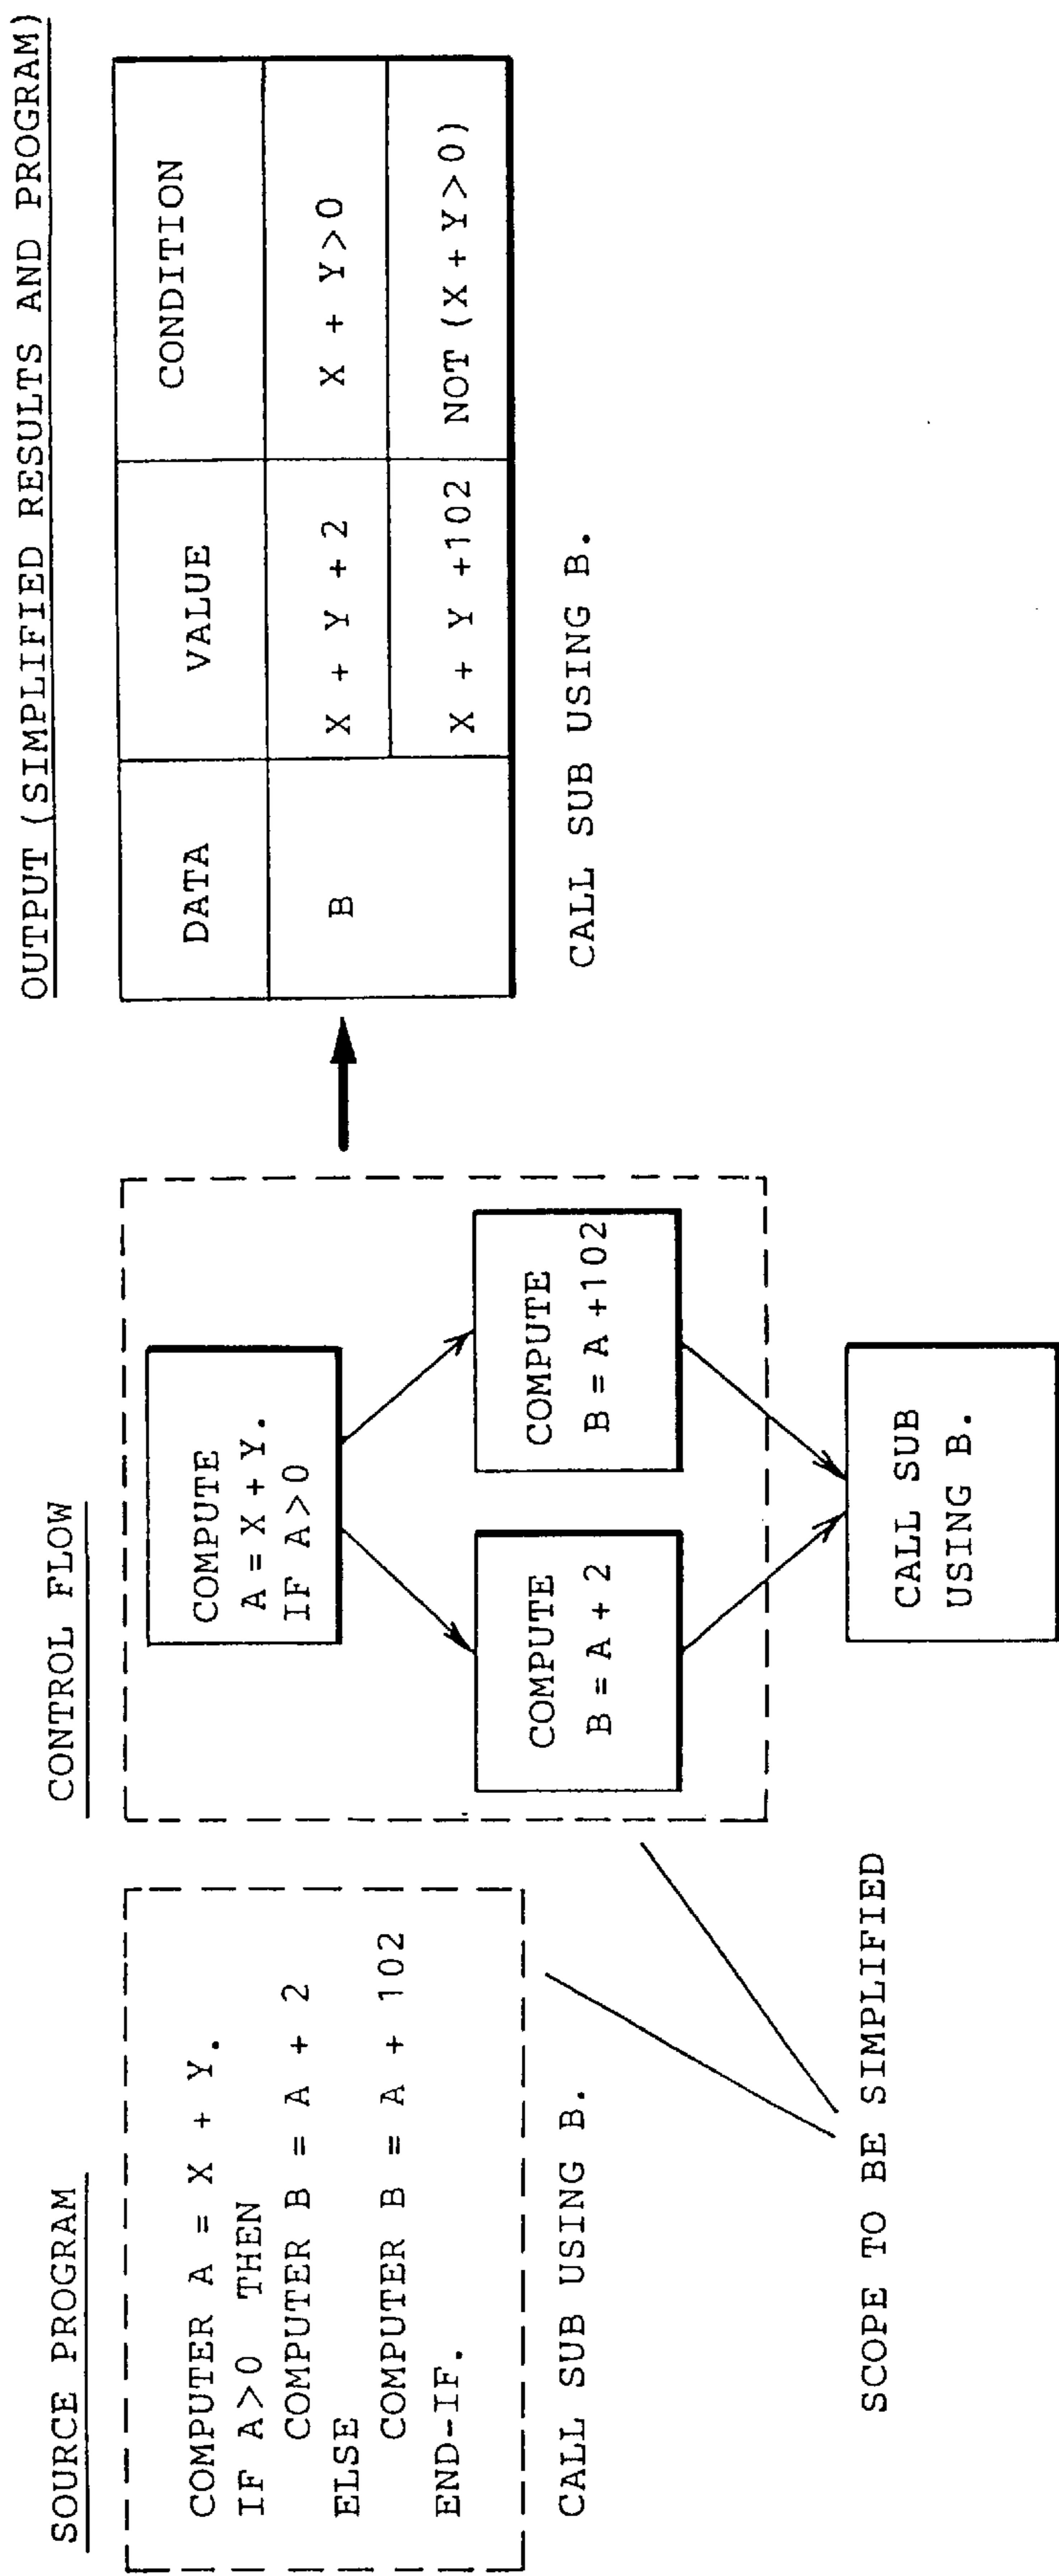 SOURCE PROGRAM
COMPUTER A = X + Y.
IF A>0 THEN
COMPUTER B = A + 2
ELSE
COMPUTER B = A + 102
END-IF.
CALL SUB USING B.
SCOPE TO BE SIMPLIFIED
CONTROL FLOW
COMPUTE
A = X + Y.
IF A>0
COMPUTE
B = A + 2
COMPUTE
B = A +102
CALL SUB
USING B.
OUTPUT (SIMPLIFIED RESULTS AND PROGRAM)
DATA VALUE CONDITION
B X + Y + 2 X + Y>0
X + Y +102 NOT (X + Y>0)
CALL SUB USING B.